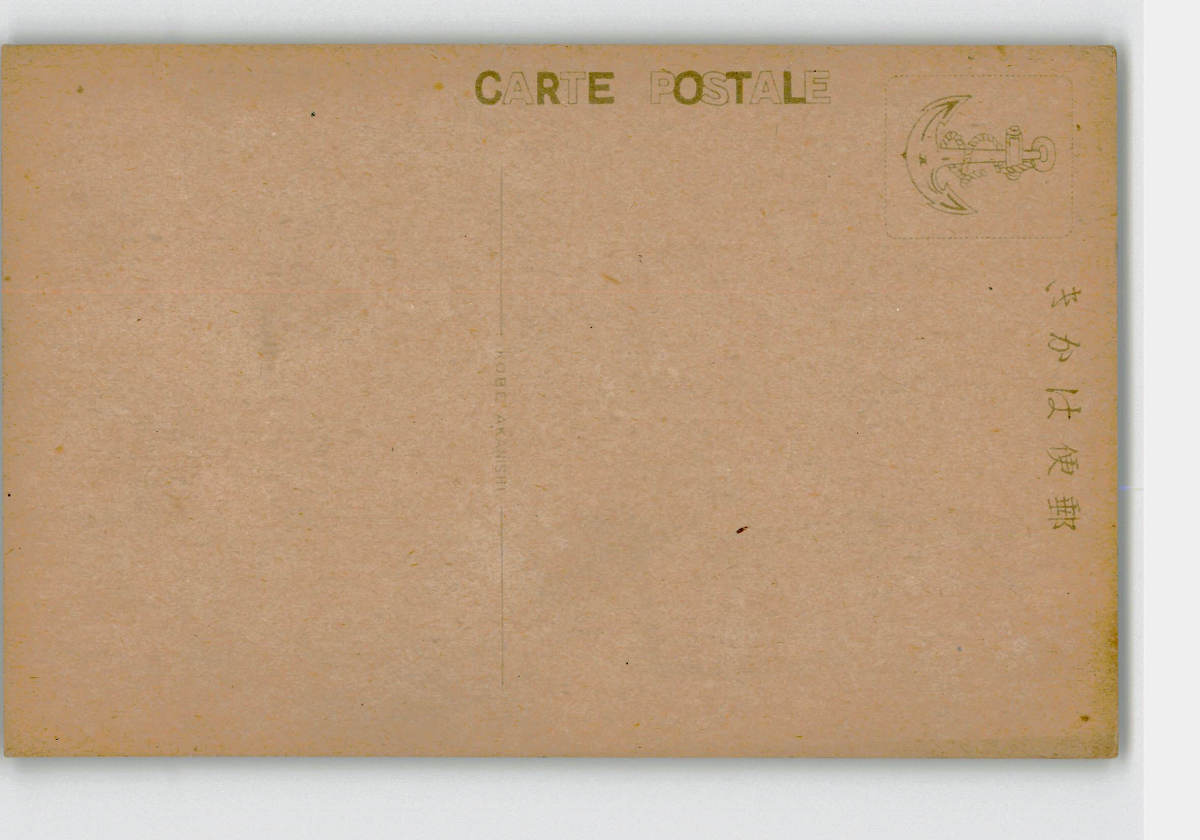 CARTE POSTALE
KOBE AKANISHI
きかは便郵